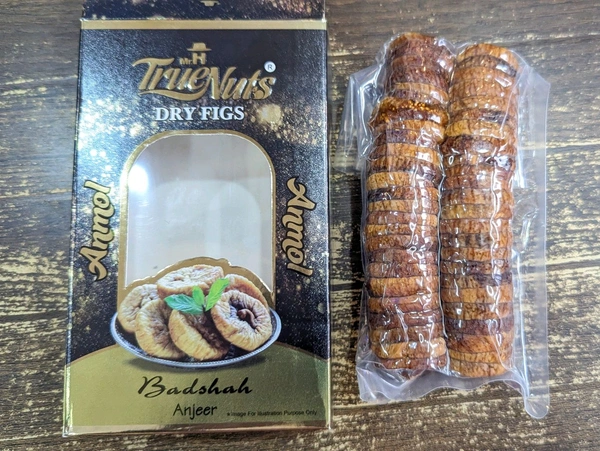 Mr. H
TrueNuts ®
DRY FIGS
Anmol
Anmol
Badshah
Anjeer
Image For Illustration Purpose Only